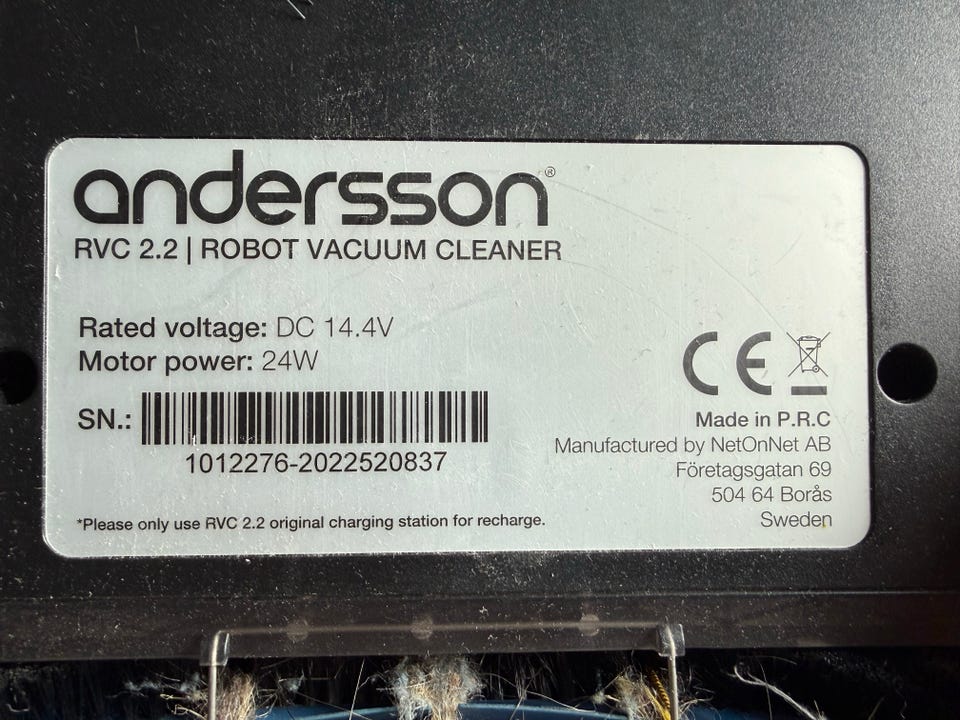 andersson®
RVC 2.2 | ROBOT VACUUM CLEANER
Rated voltage: DC 14.4V
Motor power: 24W
SN.:
1012276-2022520837
*Please only use RVC 2.2 original charging station for recharge.
CE
Made in P.R.C
Manufactured by NetOnNet AB
Företagsgatan 69
504 64 Borås
Sweden